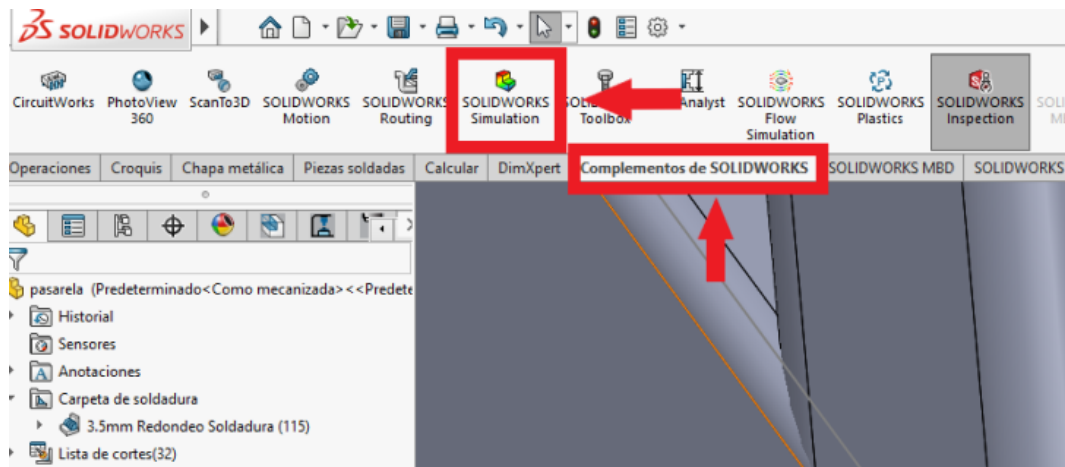 SOLIDWORKS
CircuitWorks
PhotoView 360
ScanTo3D
SOLIDWORKS Motion
SOLIDWORKS Routing
SOLIDWORKS Simulation
Toolbox
Analyst
SOLIDWORKS Flow Simulation
SOLIDWORKS Plastics
SOLIDWORKS Inspection
Operaciones Croquis Chapa metálica Piezas soldadas Calcular DimXpert Complementos de SOLIDWORKS SOLIDWORKS MBD SOLIDWORKS
pasarela (Predeterminado<Como mecanizada><<Predete
Historial
Sensores
Anotaciones
Carpeta de soldadura
3.5mm Redondeo Soldadura (115)
Lista de cortes(32)